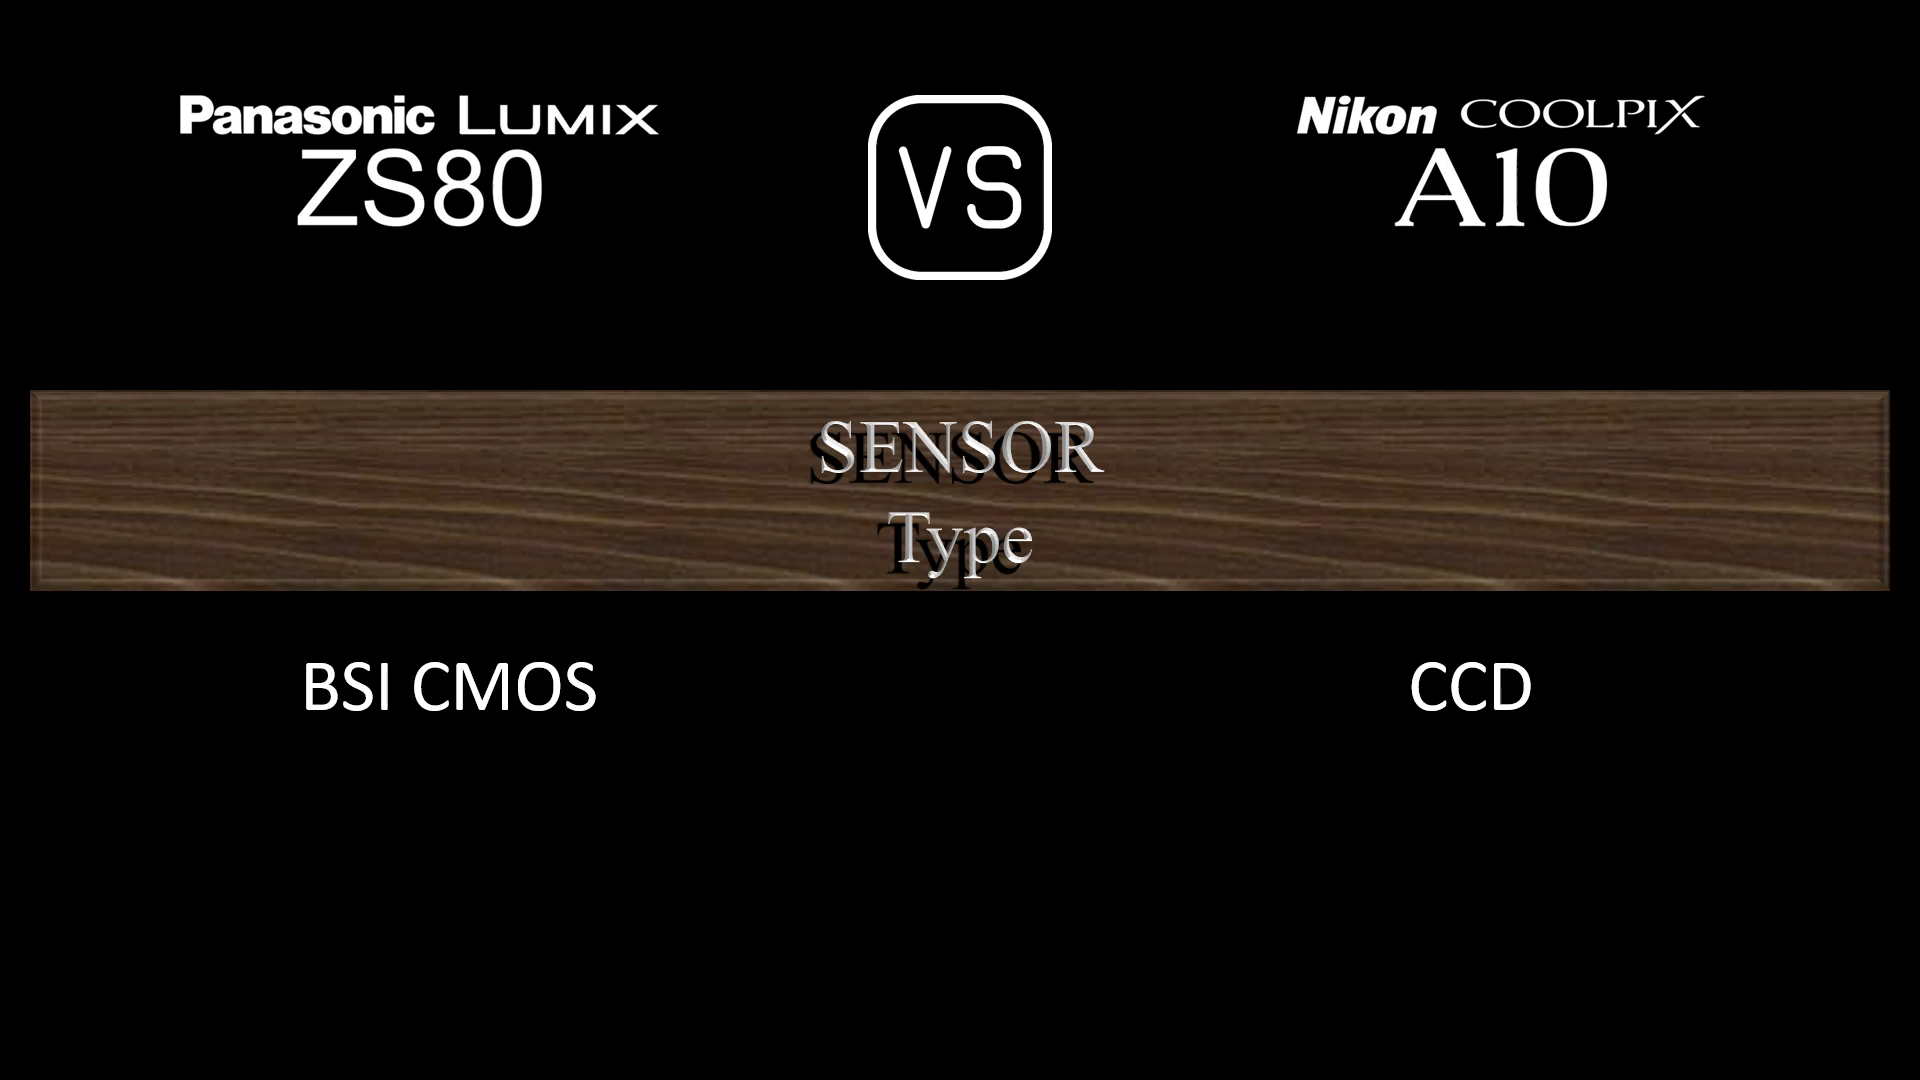 Panasonic LUMIX
ZS80
VS
Nikon COOLPIX
A10
SENSOR
Type
BSI CMOS
CCD